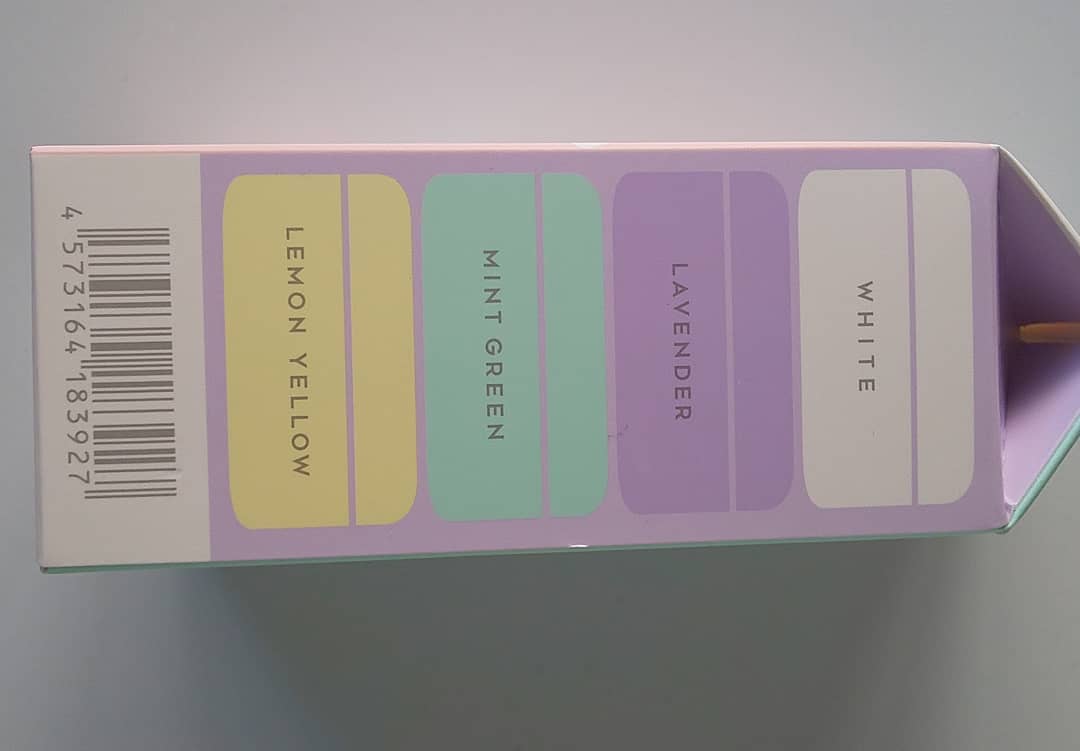 WHITE
LAVENDER
MINT GREEN
LEMON YELLOW
4 573164 183927